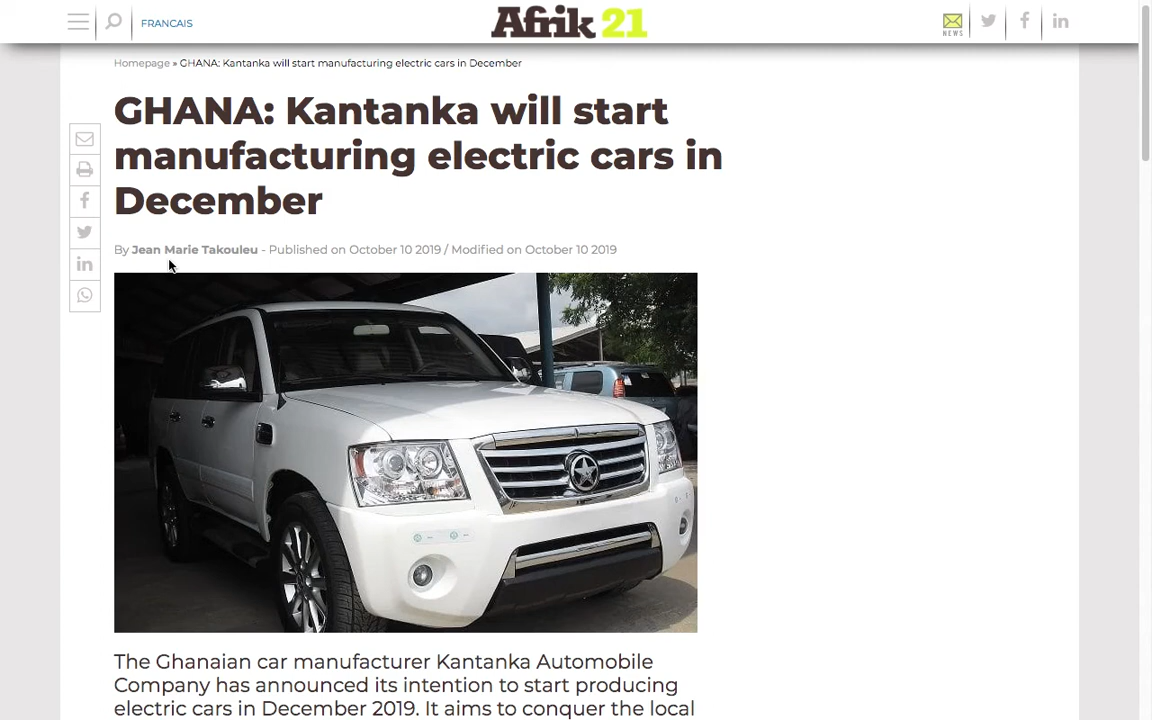 FRANCAIS
Afrik 21
NEWS
Homepage » GHANA: Kantanka will start manufacturing electric cars in December
GHANA: Kantanka will start
manufacturing electric cars in
December
By Jean Marie Takouleu - Published on October 10 2019 / Modified on October 10 2019
The Ghanaian car manufacturer Kantanka Automobile
Company has announced its intention to start producing
electric cars in December 2019. It aims to conquer the local